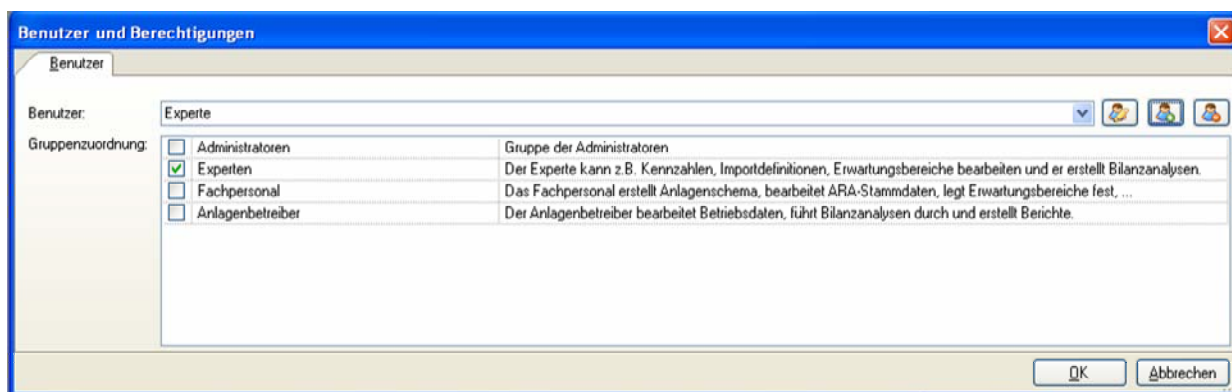 Benutzer und Berechtigungen
Benutzer
Benutzer: Experte
Gruppenzuordnung: Administratoren Gruppe der Administratoren
Experten Der Experte kann z.B. Kennzahlen, Importdefinitionen, Erwartungsbereiche bearbeiten und er erstellt Bilanzanalysen.
Fachpersonal Das Fachpersonal erstellt Anlagenschema, bearbeitet ARA-Stammdaten, legt Erwartungsbereiche fest, ...
Anlagenbetreiber Der Anlagenbetreiber bearbeitet Betriebsdaten, führt Bilanzanalysen durch und erstellt Berichte.
OK Abbrechen